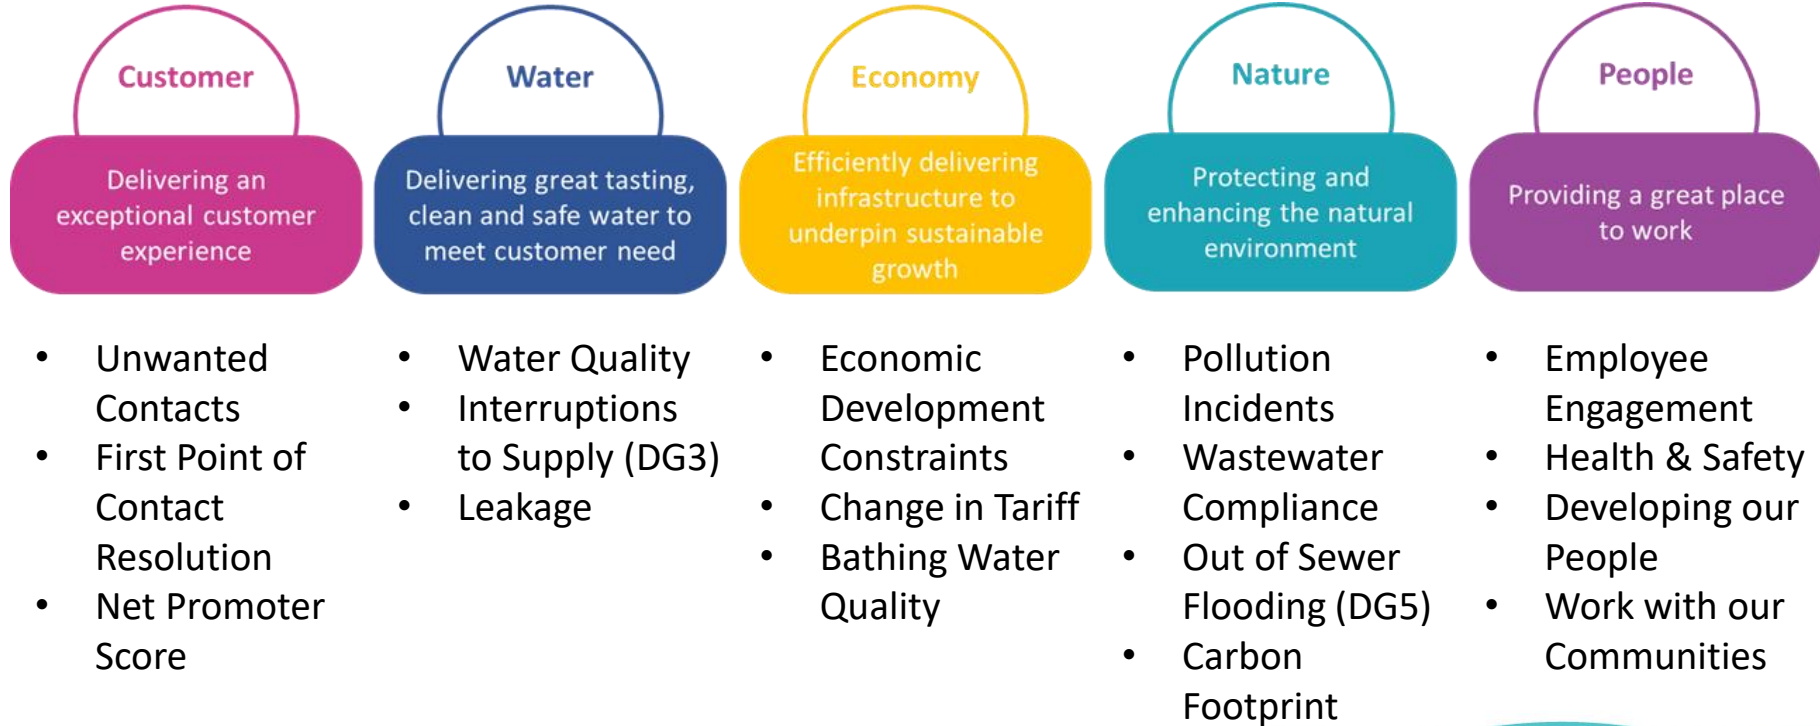 Customer
Delivering an
exceptional customer
experience
• Unwanted
Contacts
• First Point of
Contact
Resolution
• Net Promoter
Score
Water
Delivering great tasting,
clean and safe water to
meet customer need
• Water Quality
• Interruptions
to Supply (DG3)
• Leakage
Economy
Efficiently delivering
infrastructure to
underpin sustainable
growth
• Economic
Development
Constraints
• Change in Tariff
• Bathing Water
Quality
Nature
Protecting and
enhancing the natural
environment
• Pollution
Incidents
• Wastewater
Compliance
• Out of Sewer
Flooding (DG5)
• Carbon
Footprint
People
Providing a great place
to work
• Employee
Engagement
• Health & Safety
• Developing our
People
• Work with our
Communities